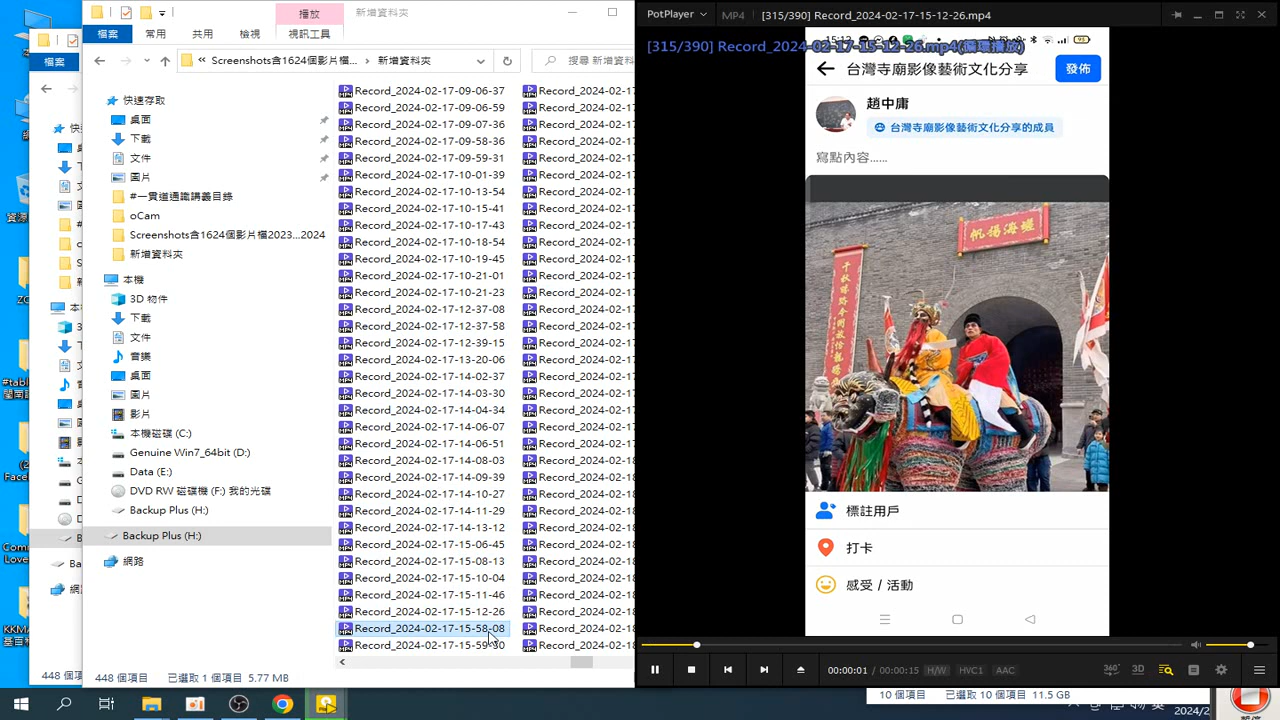 播放
新增資料夾
檔案
常用
共用
檢視
視訊工具
檔案
« Screenshots含1624個影片檔... › 新增資料夾
搜尋 新增資料夾
快速存取
桌面
下載
文件
圖片
#一貫道通識講義目錄
oCam
Screenshots含1624個影片檔2023...2024
新增資料夾
本機
3D 物件
下載
文件
音樂
桌面
圖片
影片
本機磁碟 (C:)
Genuine Win7_64bit (D:)
Data (E:)
DVD RW 磁碟機 (F:) 我的光碟
Backup Plus (H:)
Backup Plus (H:)
網路
Record_2024-02-17-09-06-37
Record_2024-02-17-09-06-59
Record_2024-02-17-09-07-36
Record_2024-02-17-09-58-36
Record_2024-02-17-09-59-31
Record_2024-02-17-10-01-39
Record_2024-02-17-10-13-54
Record_2024-02-17-10-15-41
Record_2024-02-17-10-17-43
Record_2024-02-17-10-18-54
Record_2024-02-17-10-19-45
Record_2024-02-17-10-21-01
Record_2024-02-17-10-21-23
Record_2024-02-17-12-37-08
Record_2024-02-17-12-37-58
Record_2024-02-17-12-39-15
Record_2024-02-17-13-20-06
Record_2024-02-17-14-02-37
Record_2024-02-17-14-03-30
Record_2024-02-17-14-04-34
Record_2024-02-17-14-06-07
Record_2024-02-17-14-06-51
Record_2024-02-17-14-08-03
Record_2024-02-17-14-09-39
Record_2024-02-17-14-10-27
Record_2024-02-17-14-11-29
Record_2024-02-17-14-13-12
Record_2024-02-17-15-06-45
Record_2024-02-17-15-08-13
Record_2024-02-17-15-10-04
Record_2024-02-17-15-11-46
Record_2024-02-17-15-12-26
Record_2024-02-17-15-58-08
Record_2024-02-17-15-59-30
448 個項目
已選取 1 個項目 5.77 MB
PotPlayer
MP4
[315/390] Record_2024-02-17-15-12-26.mp4
[315/390] Record_2024-02-17-15-12-26.mp4(循環播放)
台灣寺廟影像藝術文化分享
發佈
趙中庸
台灣寺廟影像藝術文化分享的成員
寫點內容......
帆揚海疆
標註用戶
打卡
感受 / 活動
00:00:01 / 00:00:15
H/W
HVC1
AAC
360°
3D
10 個項目
已選取 10 個項目 11.5 GB